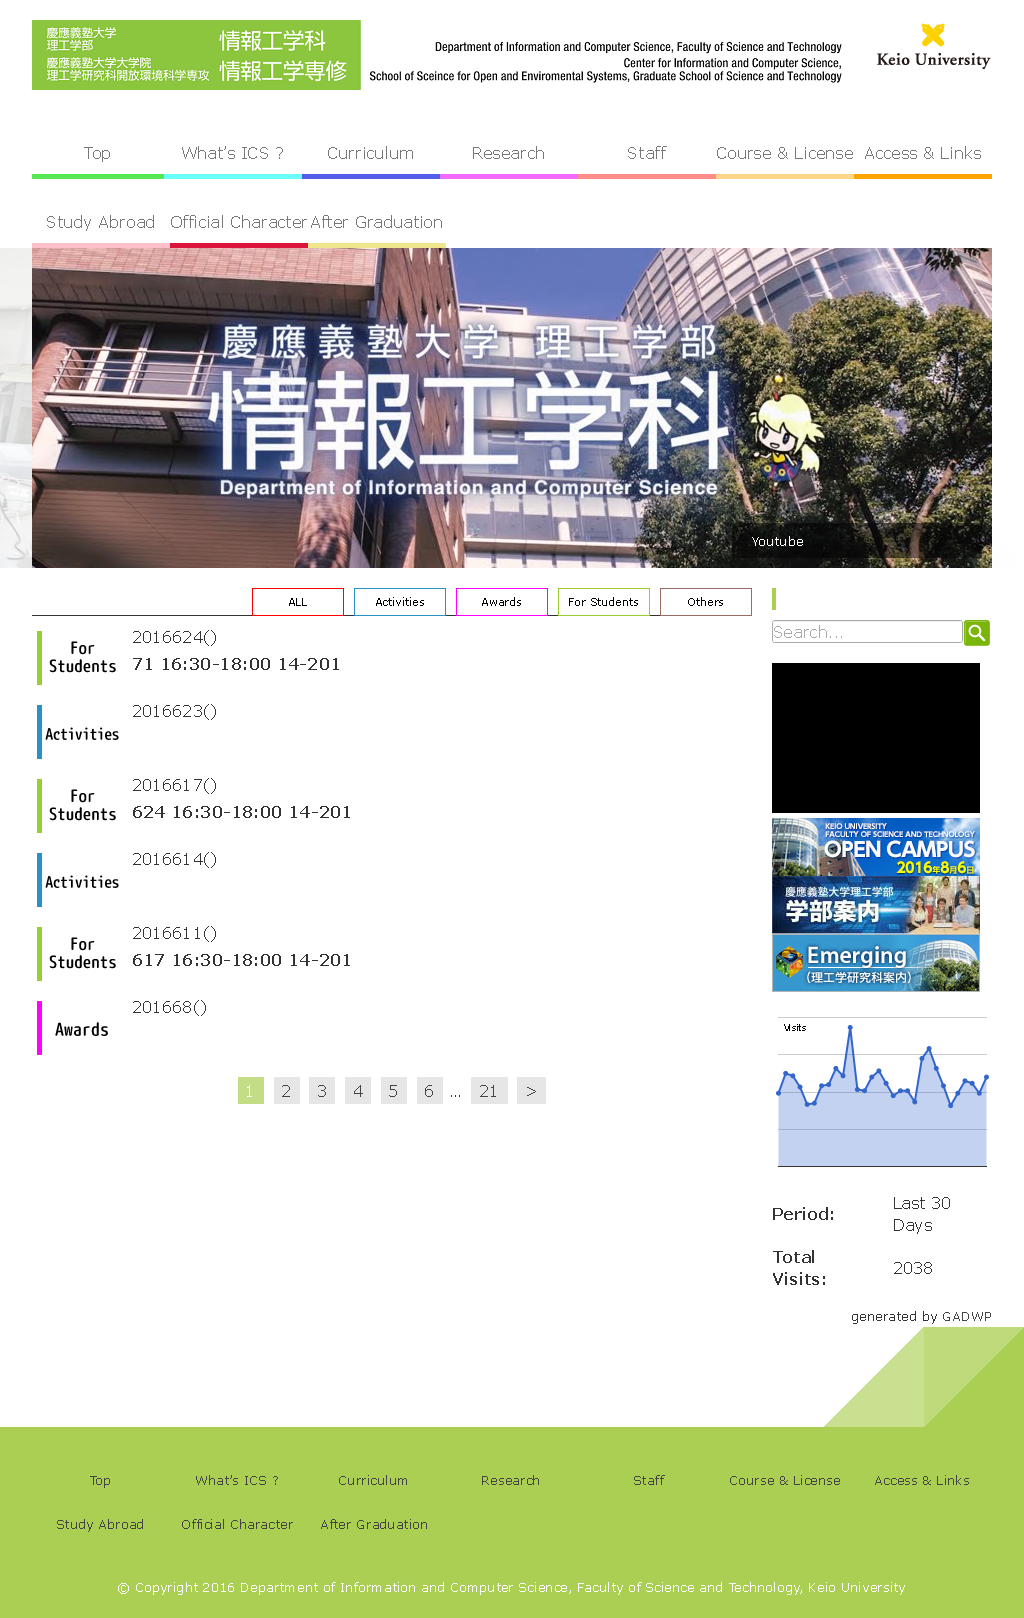 慶應義塾大学
理工学部
情報工学科
慶應義塾大学大学院
理工学研究科開放環境科学専攻
情報工学専修
Department of Information and Computer Science, Faculty of Science and Technology
Center for Information and Computer Science,
School of Sceince for Open and Enviromental Systems, Graduate School of Science and Technology
Keio University
Top What's ICS ? Curriculum Research Staff Course & License Access & Links
Study Abroad Official Character After Graduation
慶應義塾大学 理工学部
情報工学科
Department of Information and Computer Science
Youtube
ALL Activities Awards For Students Others
Search...
For Students
2016624()
71 16:30-18:00 14-201
Activities
2016623()
For Students
2016617()
624 16:30-18:00 14-201
Activities
2016614()
For Students
2016611()
617 16:30-18:00 14-201
Awards
201668()
1 2 3 4 5 6 ... 21 >
KEIO UNIVERSITY
FACULTY OF SCIENCE AND TECHNOLOGY
OPEN CAMPUS
2016年8月6日
慶應義塾大学理工学部
学部案内
Emerging
(理工学研究科案内)
Visits
Period: Last 30 Days
Total Visits: 2038
generated by GADWP
Top What's ICS ? Curriculum Research Staff Course & License Access & Links
Study Abroad Official Character After Graduation
© Copyright 2016 Department of Information and Computer Science, Faculty of Science and Technology, Keio University